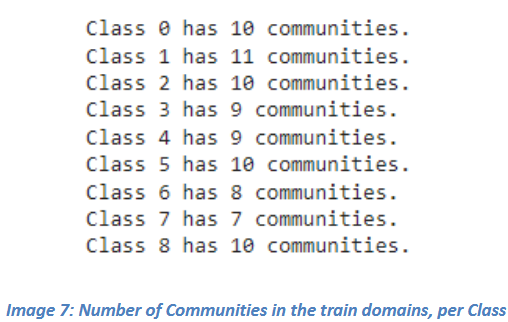 Class 0 has 10 communities.
Class 1 has 11 communities.
Class 2 has 10 communities.
Class 3 has 9 communities.
Class 4 has 9 communities.
Class 5 has 10 communities.
Class 6 has 8 communities.
Class 7 has 7 communities.
Class 8 has 10 communities.
Image 7: Number of Communities in the train domains, per Class